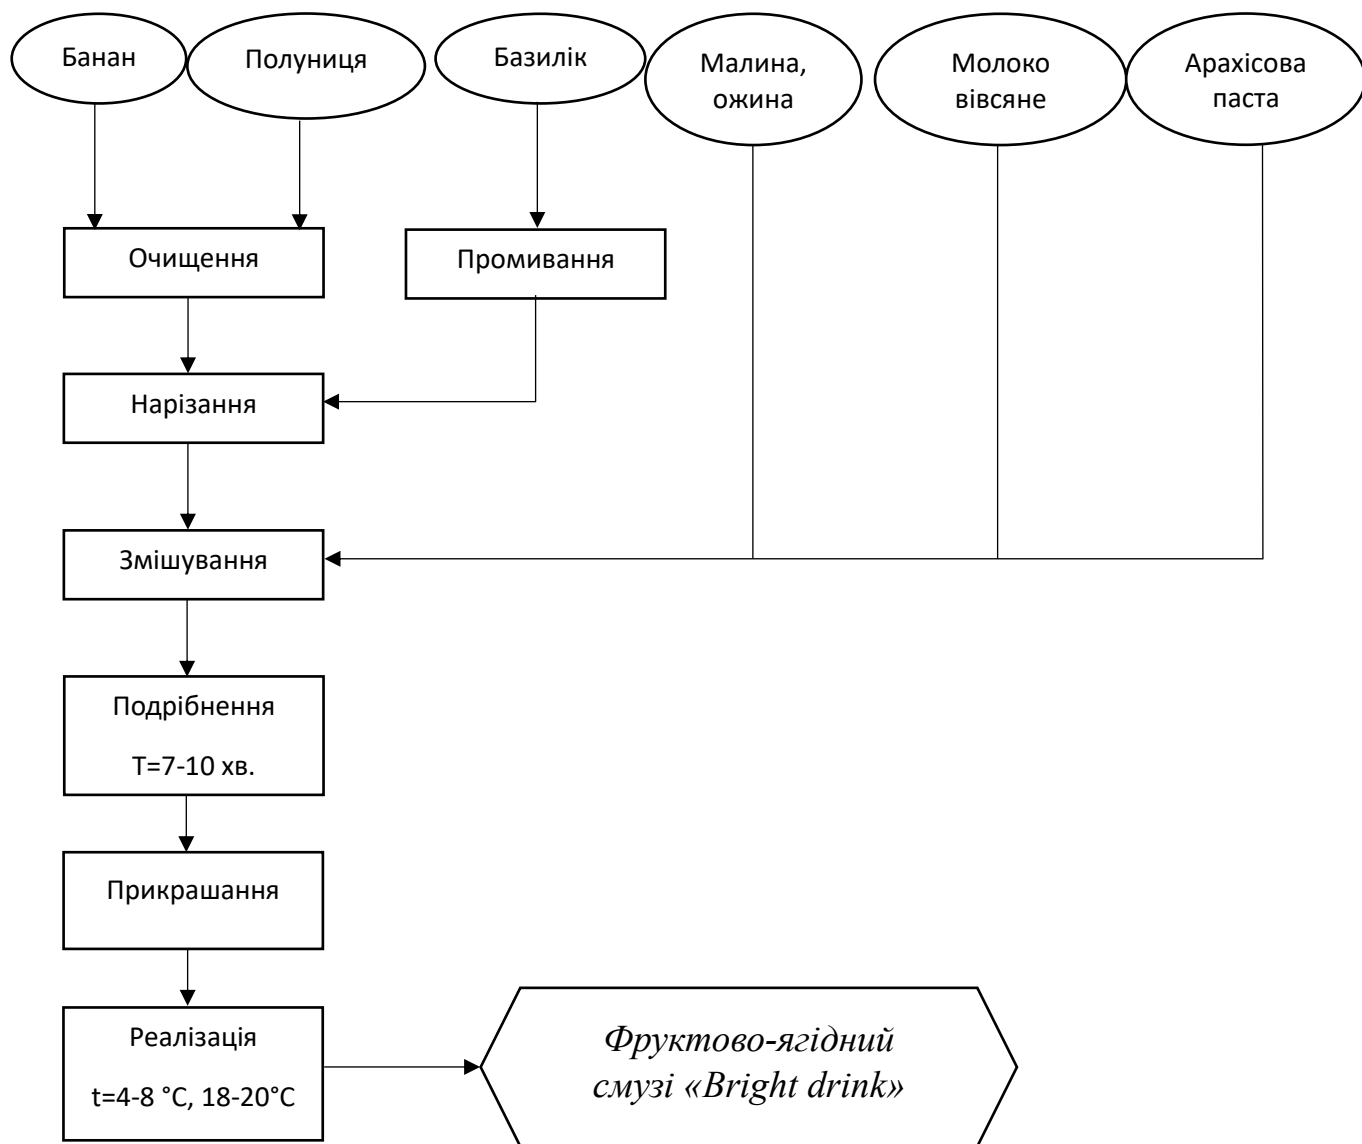 Банан
Полуниця
Базилік
Малина,
ожина
Молоко
вівсяне
Арахісова
паста
Очищення
Промивання
Нарізання
Змішування
Подрібнення
Т=7-10 хв.
Прикрашання
Реалізація
t=4-8 °С, 18-20°С
Фруктово-ягідний
смузі «Bright drink»